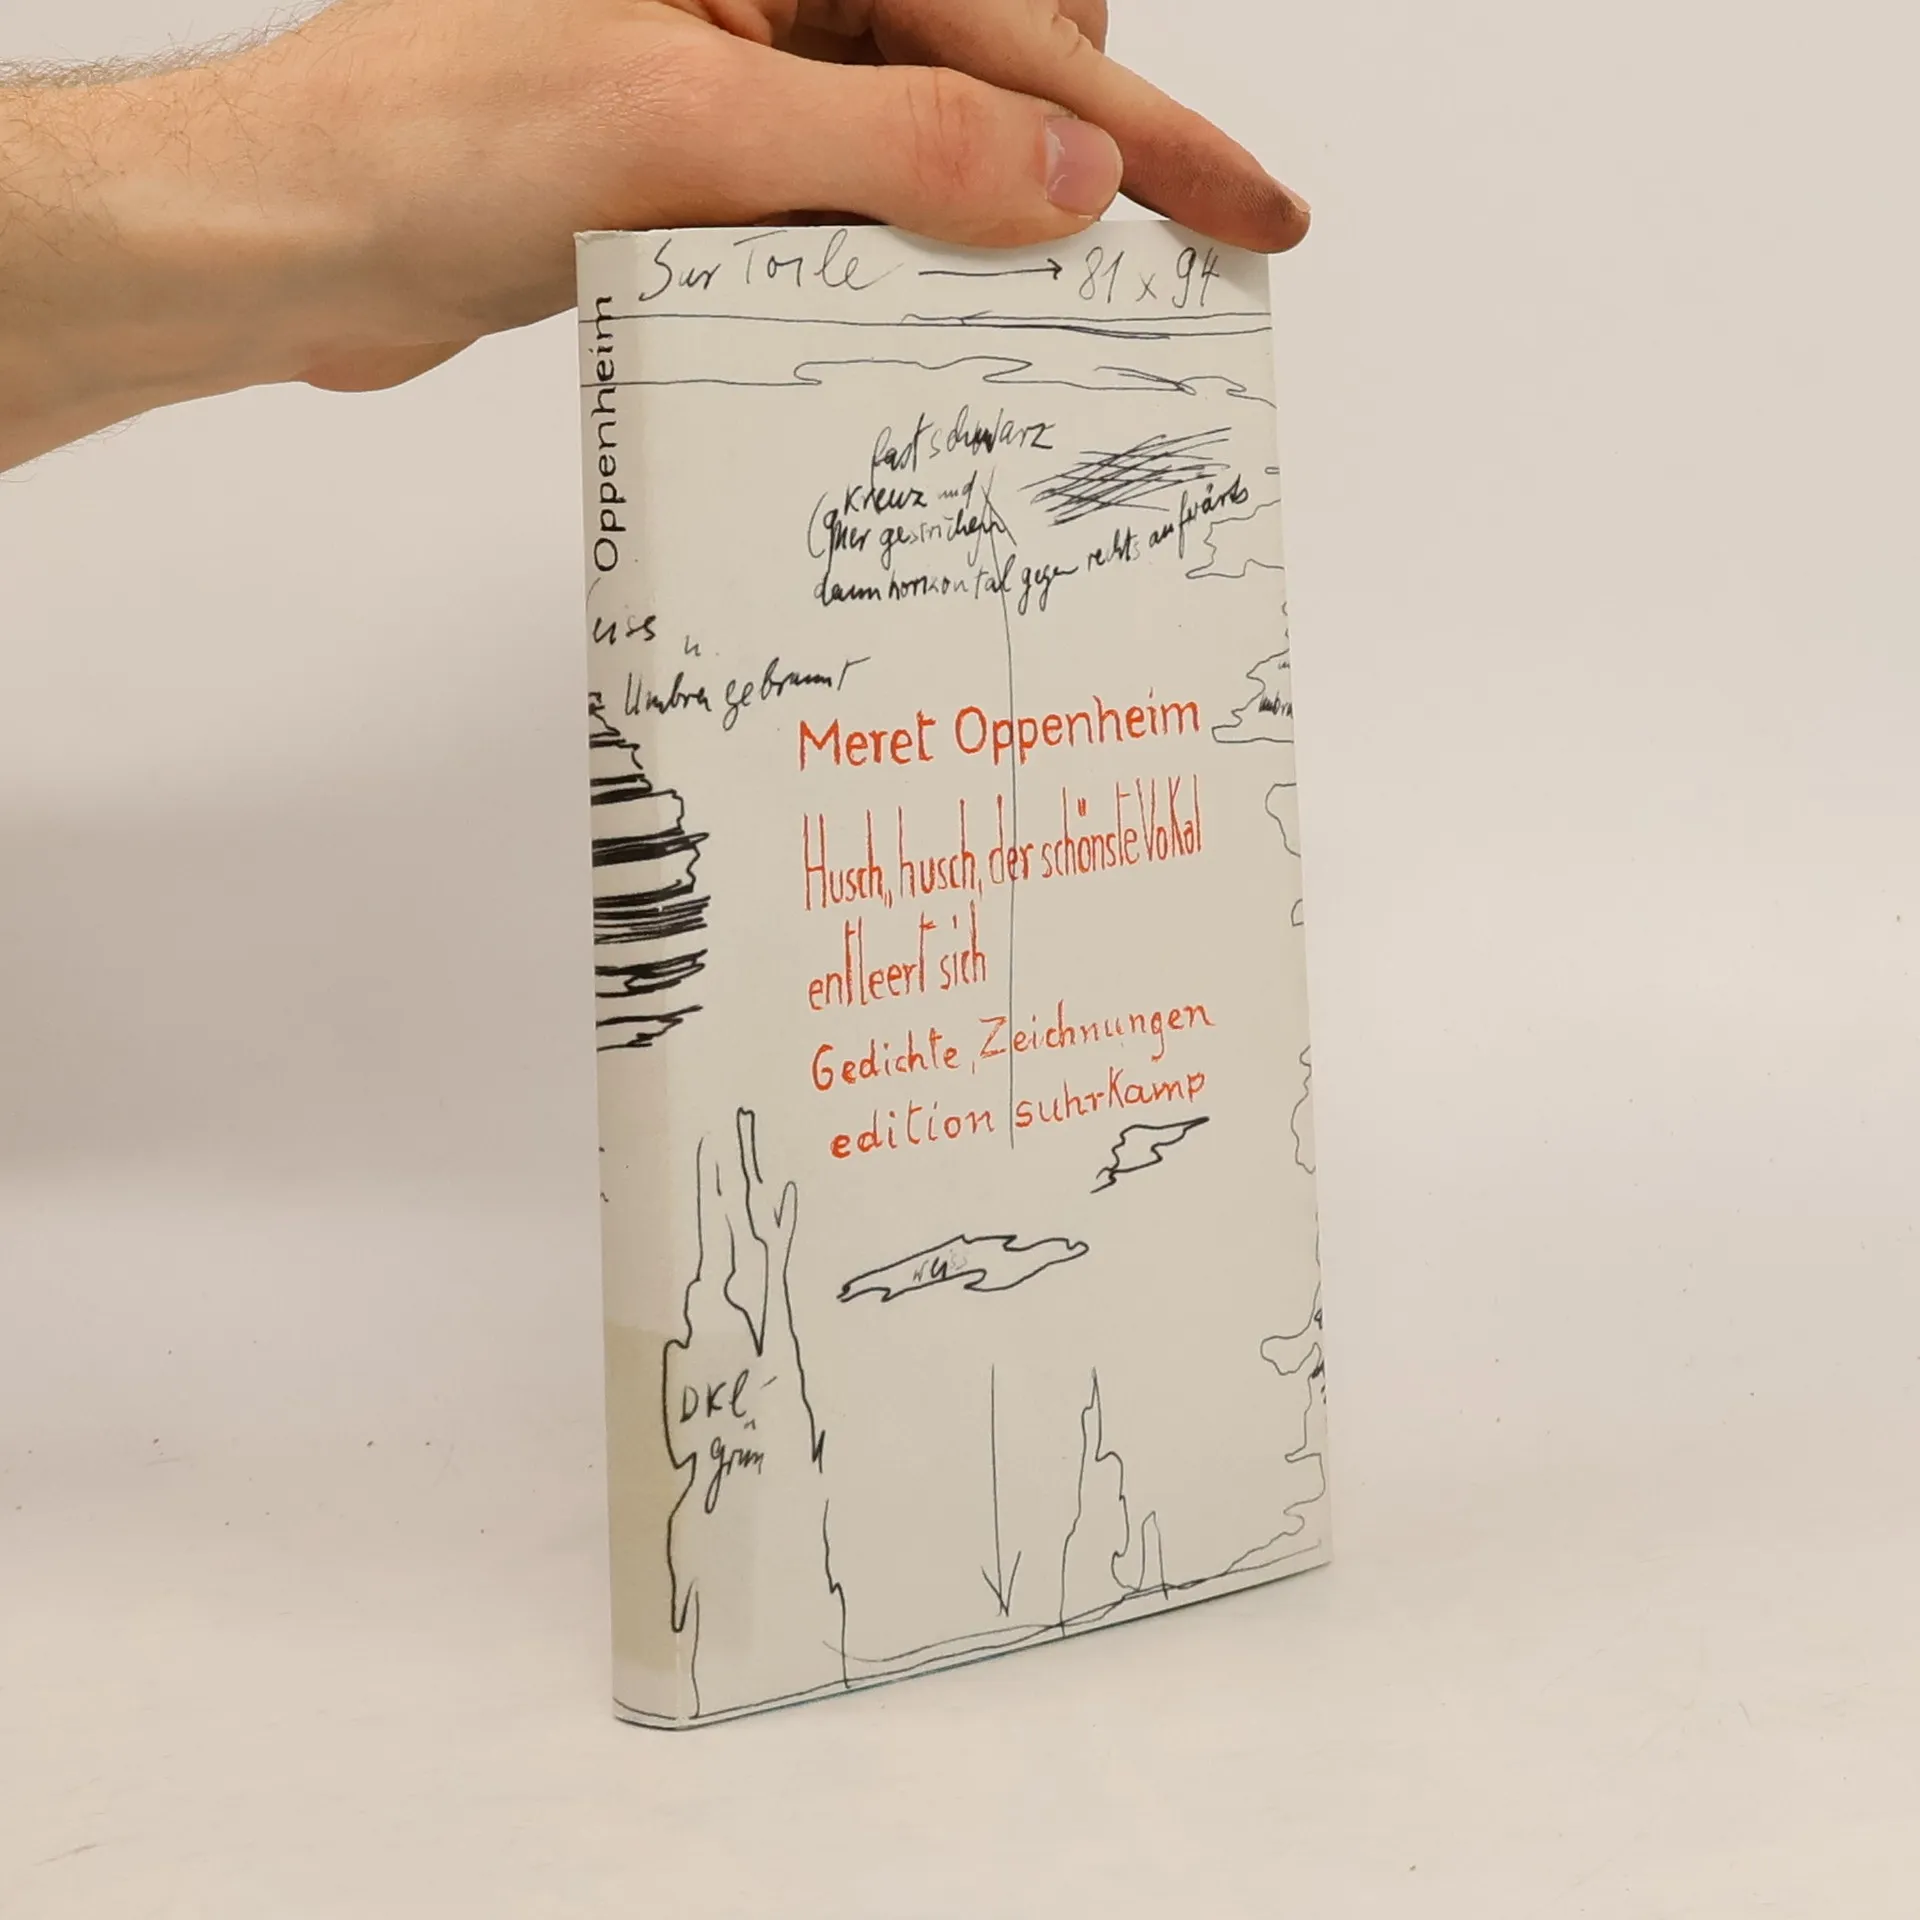 Sur Toile → 81 x 94
Oppenheim
fast schwarz
(Kreuz und
quer gestrichen
dann horizontal gegen rechts aufwärts
u.
Umbra gebrannt
Meret Oppenheim
Husch, husch, der schönste Vokal
entleert sich
Gedichte, Zeichnungen
edition suhrkamp
weiss
DKl-
grün